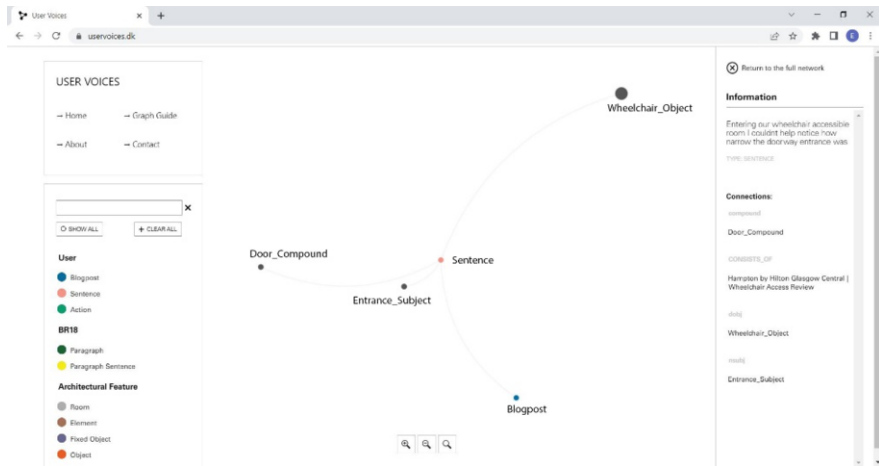 User Voices
uservoices.dk
E
USER VOICES
→ Home → Graph Guide
→ About → Contact
SHOW ALL + CLEAR ALL
User
Blogpost
Sentence
Action
BR18
Paragraph
Paragraph Sentence
Architectural Feature
Room
Element
Fixed Object
Object
Wheelchair_Object
Door_Compound
Sentence
Entrance_Subject
Blogpost
Return to the full network
Information
Entering our wheelchair accessible
room I couldnt help notice how
narrow the doorway entrance was
TYPE: SENTENCE
Connections:
compound
Door_Compound
CONSISTS_OF
Hampton by Hilton Glasgow Central |
Wheelchair Access Review
dobj
Wheelchair_Object
nsubj
Entrance_Subject